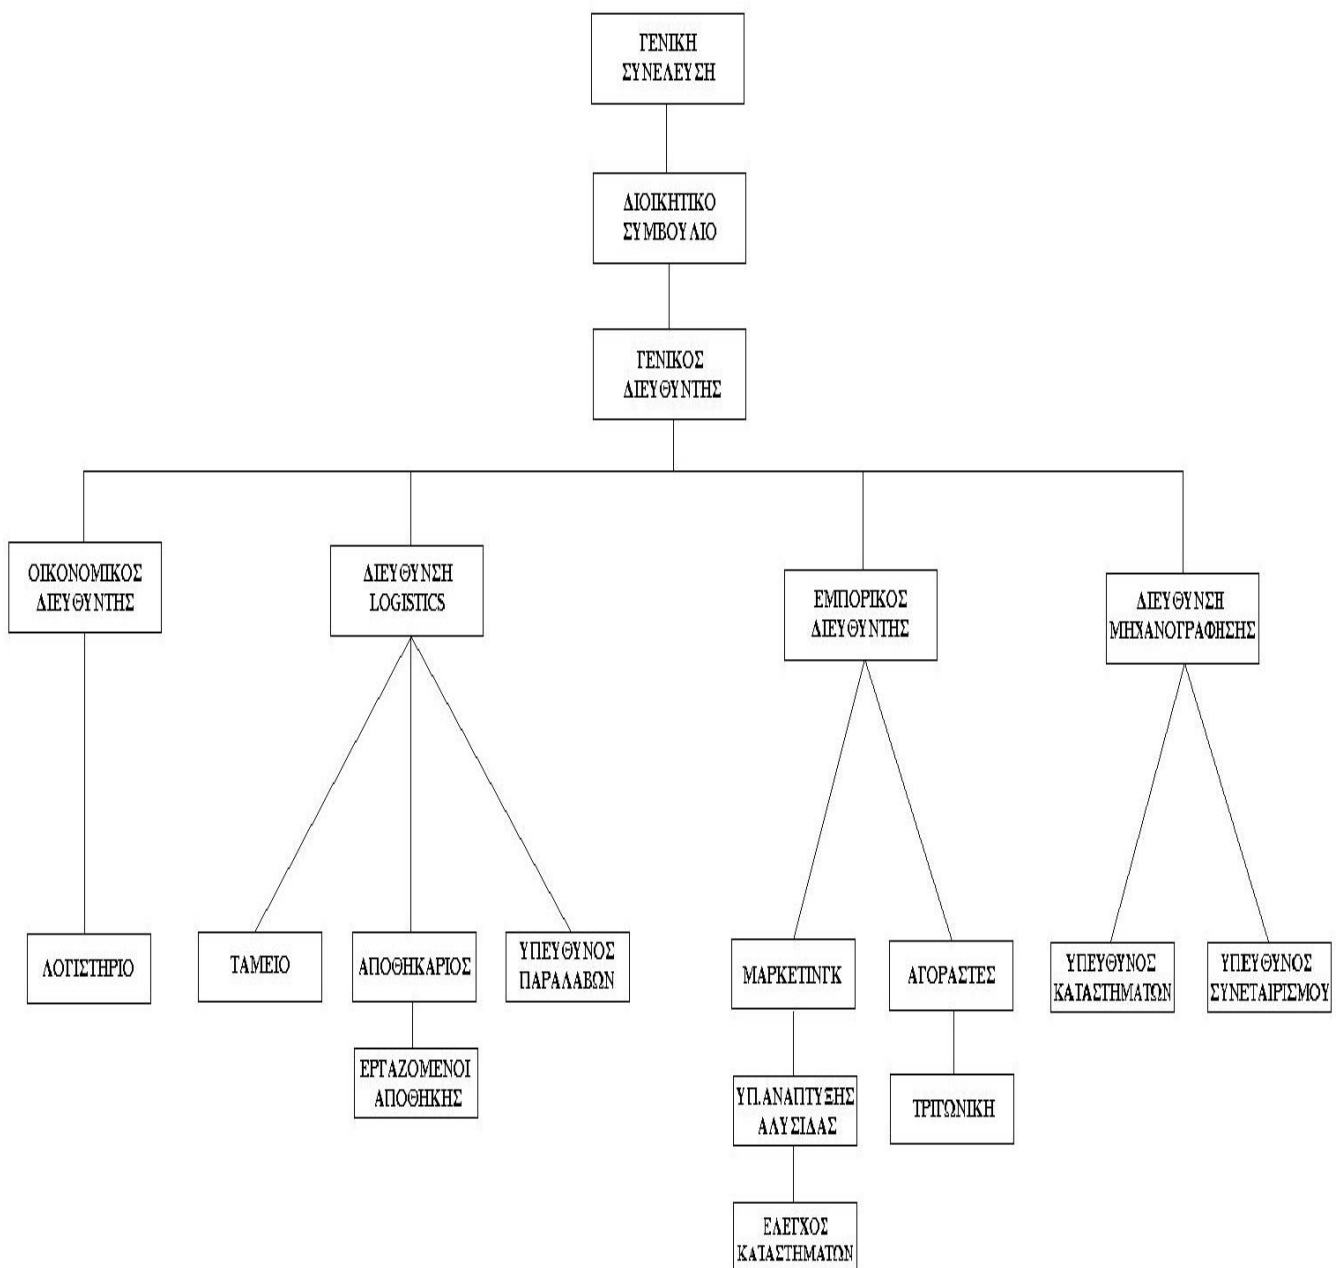 ΓΕΝΙΚΗ
ΣΥΝΕΛΕΥΣΗ
ΔΙΟΙΚΗΤΙΚΟ
ΣΥΜΒΟΥΛΙΟ
ΓΕΝΙΚΟΣ
ΔΙΕΥΘΥΝΤΗΣ
ΟΙΚΟΝΟΜΙΚΟΣ
ΔΙΕΥΘΥΝΤΗΣ
ΔΙΕΥΘΥΝΣΗ
LOGISTICS
ΕΜΠΟΡΙΚΟΣ
ΔΙΕΥΘΥΝΤΗΣ
ΔΙΕΥΘΥΝΣΗ
ΜΗΧΑΝΟΓΡΑΦΗΣΗΣ
ΛΟΓΙΣΤΗΡΙΟ
ΤΑΜΕΙΟ
ΑΠΟΘΗΚΑΡΙΟΣ
ΥΠΕΥΘΥΝΟΣ
ΠΑΡΑΛΑΒΩΝ
ΜΑΡΚΕΤΙΝΓΚ
ΑΓΟΡΑΣΤΕΣ
ΥΠΕΥΘΥΝΟΣ
ΚΑΤΑΣΤΗΜΑΤΩΝ
ΥΠΕΥΘΥΝΟΣ
ΣΥΝΕΤΑΙΡΙΣΜΟΥ
ΕΡΓΑΖΟΜΕΝΟΙ
ΑΠΟΘΗΚΗΣ
ΥΠ.ΑΝΑΠΤΥΞΗΣ
ΑΛΥΣΙΔΑΣ
ΤΡΙΓΩΝΙΚΗ
ΕΛΕΓΧΟΣ
ΚΑΤΑΣΤΗΜΑΤΩΝ